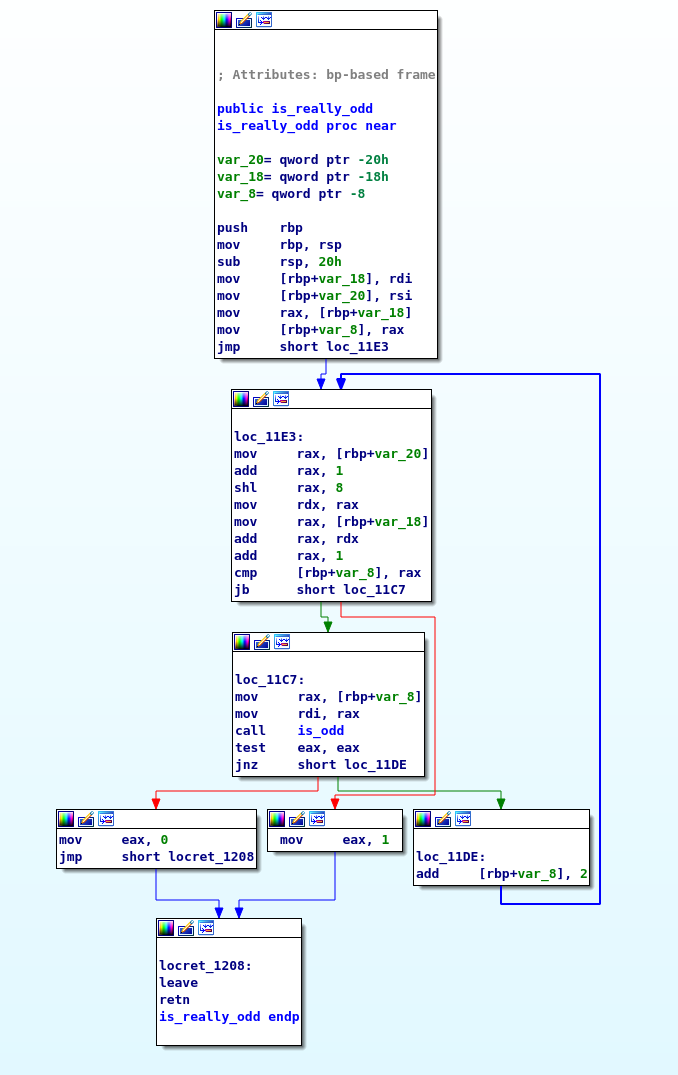 ; Attributes: bp-based frame
public is_really_odd
is_really_odd proc near
var_20= qword ptr -20h
var_18= qword ptr -18h
var_8= qword ptr -8
push rbp
mov rbp, rsp
sub rsp, 20h
mov [rbp+var_18], rdi
mov [rbp+var_20], rsi
mov rax, [rbp+var_18]
mov [rbp+var_8], rax
jmp short loc_11E3
loc_11E3:
mov rax, [rbp+var_20]
add rax, 1
shl rax, 8
mov rdx, rax
mov rax, [rbp+var_18]
add rax, rdx
add rax, 1
cmp [rbp+var_8], rax
jb short loc_11C7
loc_11C7:
mov rax, [rbp+var_8]
mov rdi, rax
call is_odd
test eax, eax
jnz short loc_11DE
mov eax, 0
jmp short locret_1208
mov eax, 1
loc_11DE:
add [rbp+var_8], 2
locret_1208:
leave
retn
is_really_odd endp